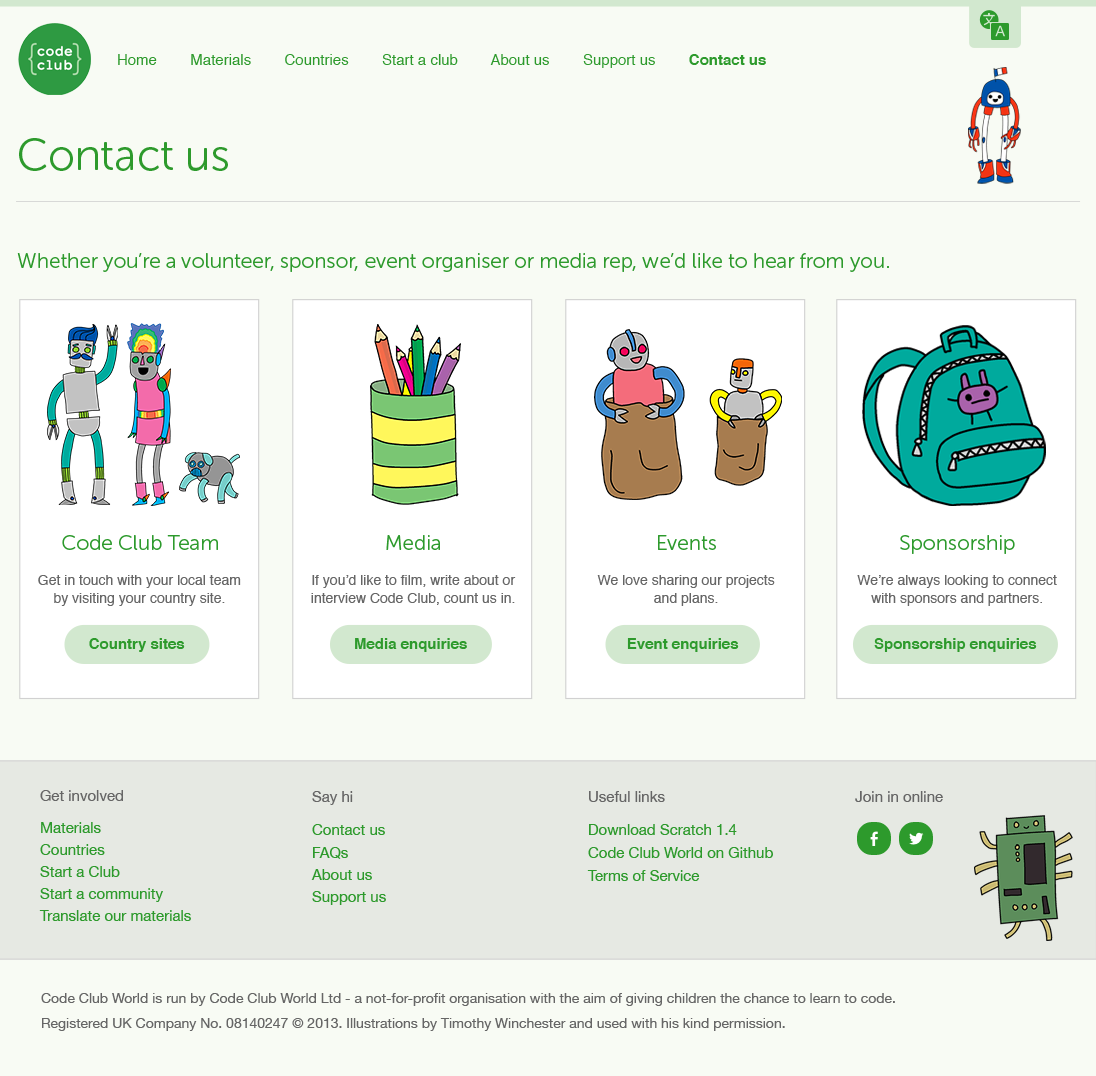 {code
club}
Home Materials Countries Start a club About us Support us Contact us
文 A
Contact us
Whether you're a volunteer, sponsor, event organiser or media rep, we'd like to hear from you.
Code Club Team
Get in touch with your local team
by visiting your country site.
Country sites
Media
If you'd like to film, write about or
interview Code Club, count us in.
Media enquiries
Events
We love sharing our projects
and plans.
Event enquiries
Sponsorship
We're always looking to connect
with sponsors and partners.
Sponsorship enquiries
Get involved
Materials
Countries
Start a Club
Start a community
Translate our materials
Say hi
Contact us
FAQs
About us
Support us
Useful links
Download Scratch 1.4
Code Club World on Github
Terms of Service
Join in online
Code Club World is run by Code Club World Ltd - a not-for-profit organisation with the aim of giving children the chance to learn to code.
Registered UK Company No. 08140247 © 2013. Illustrations by Timothy Winchester and used with his kind permission.